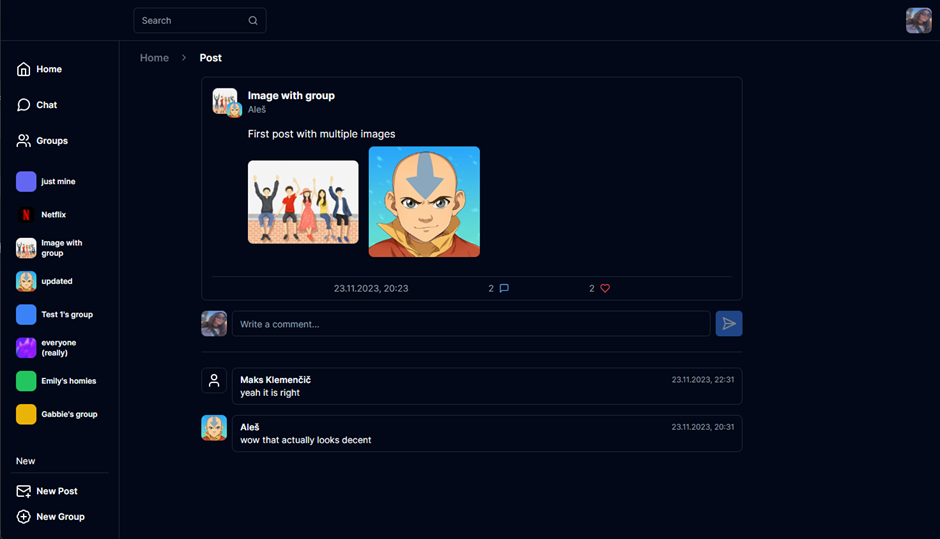 Search
Home
Chat
Groups
just mine
N
Netflix
Image with
group
updated
Test 1's group
everyone
(really)
Emily's homies
Gabbie's group
New
New Post
New Group
Home > Post
Image with group
Aleš
First post with multiple images
23.11.2023, 20:23 2 2
Write a comment...
Maks Klemenčič 23.11.2023, 22:31
yeah it is right
Aleš 23.11.2023, 20:31
wow that actually looks decent